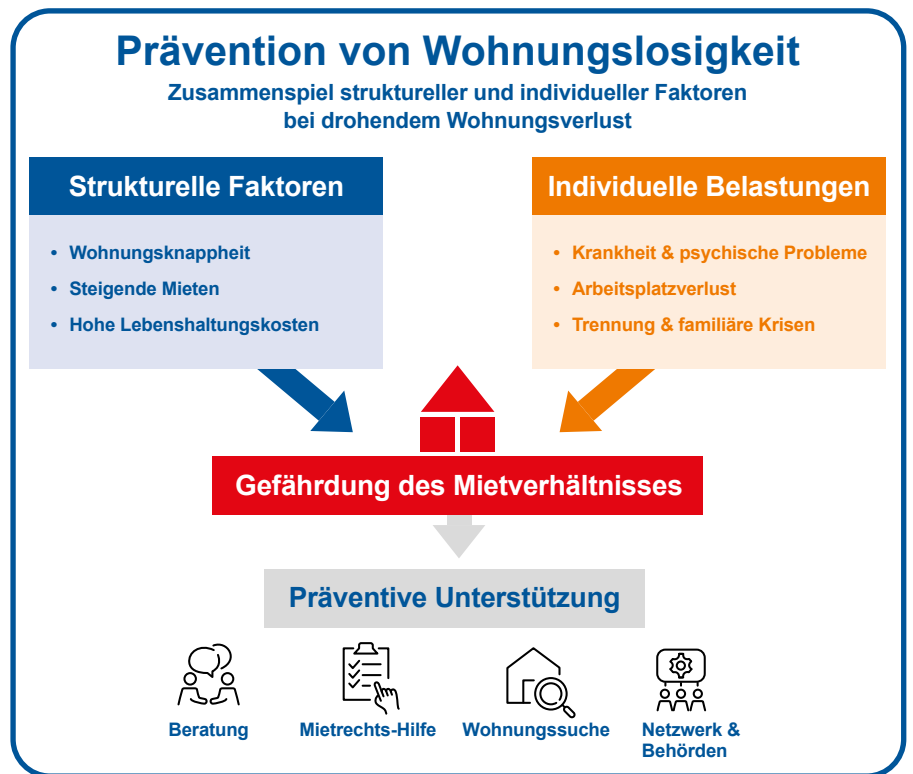 Prävention von Wohnungslosigkeit
Zusammenspiel struktureller und individueller Faktoren
bei drohendem Wohnungsverlust
Strukturelle Faktoren
• Wohnungsknappheit
• Steigende Mieten
• Hohe Lebenshaltungskosten
Individuelle Belastungen
• Krankheit & psychische Probleme
• Arbeitsplatzverlust
• Trennung & familiäre Krisen
Gefährdung des Mietverhältnisses
Präventive Unterstützung
Beratung
Mietrechts-Hilfe
Wohnungssuche
Netzwerk &
Behörden